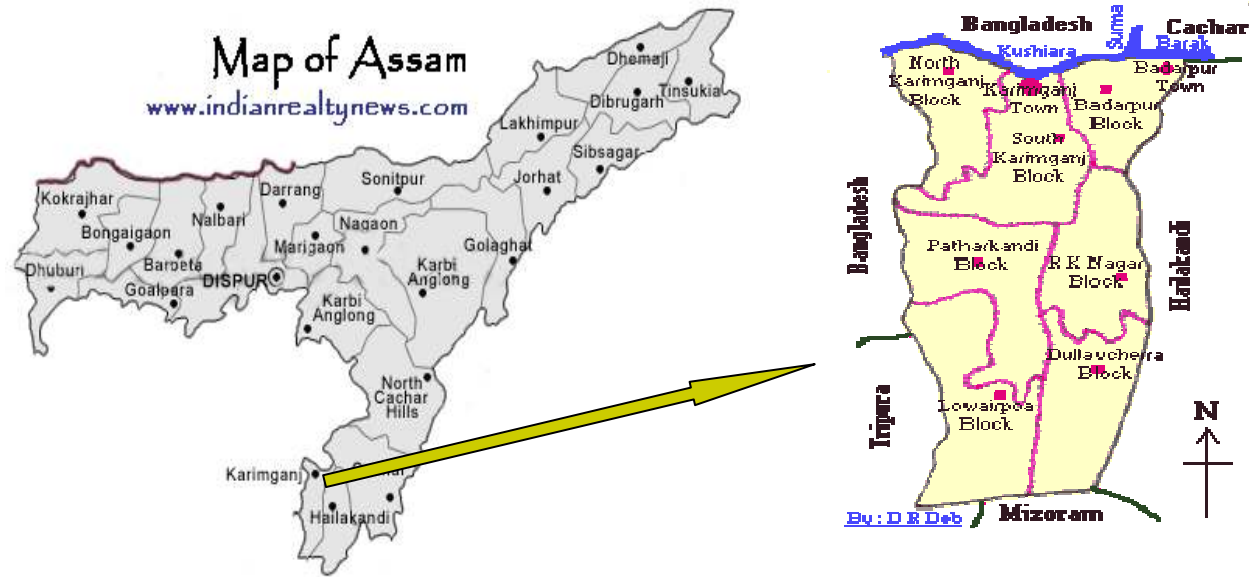 Map of Assam
www.indianrealtynews.com
Dhemaji
Tinsukia
Dibrugarh
Lakhimpur
Sibsagar
Jorhat
Sonitpur
Darrang
Kokrajhar
Nalbari
Nagaon
Bongaigaon
Marigaon
Golaghat
Barpeta
Dhuburi
Goalpara
DISPUR
Karbi
Anglong
Karbi
Anglong
North
Cachar
Hills
Karimganj
Hailakandi
Bangladesh
Surma
Cachar
Kushiara
Barak
North
Karimganj
Block
Karimganj
Town
Badarpur
Town
Badarpur
Block
South
Karimganj
Block
Bangladesh
Hailakandi
Patharkandi
Block
R K Nagar
Block
Dullavcherra
Block
Lowairpoa
Block
Tripura
N
Mizoram
By : D R Deb